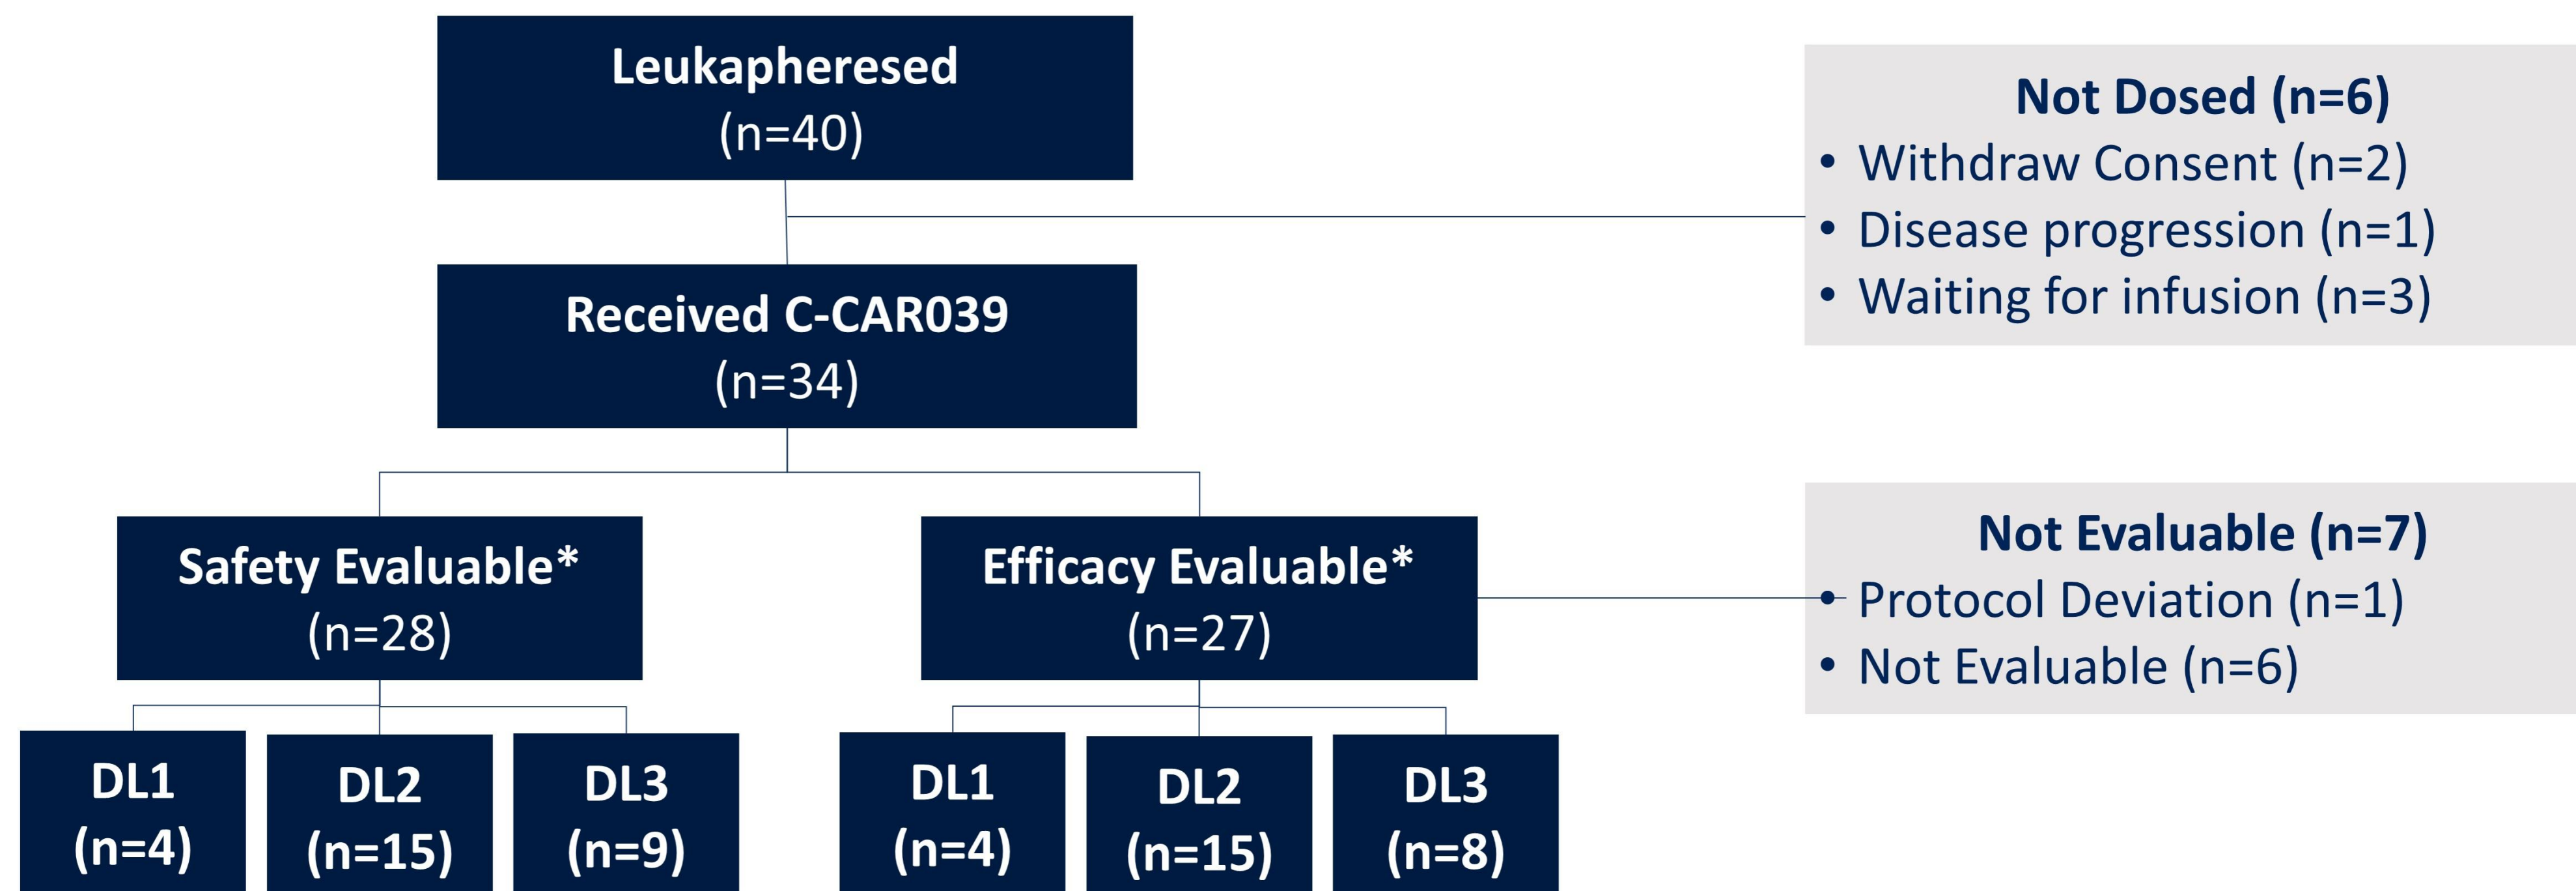 Leukapheresed
(n=40)
Not Dosed (n=6)
• Withdraw Consent (n=2)
• Disease progression (n=1)
• Waiting for infusion (n=3)
Received C-CAR039
(n=34)
Safety Evaluable*
(n=28)
Efficacy Evaluable*
(n=27)
Not Evaluable (n=7)
• Protocol Deviation (n=1)
• Not Evaluable (n=6)
DL1
(n=4)
DL2
(n=15)
DL3
(n=9)
DL1
(n=4)
DL2
(n=15)
DL3
(n=8)